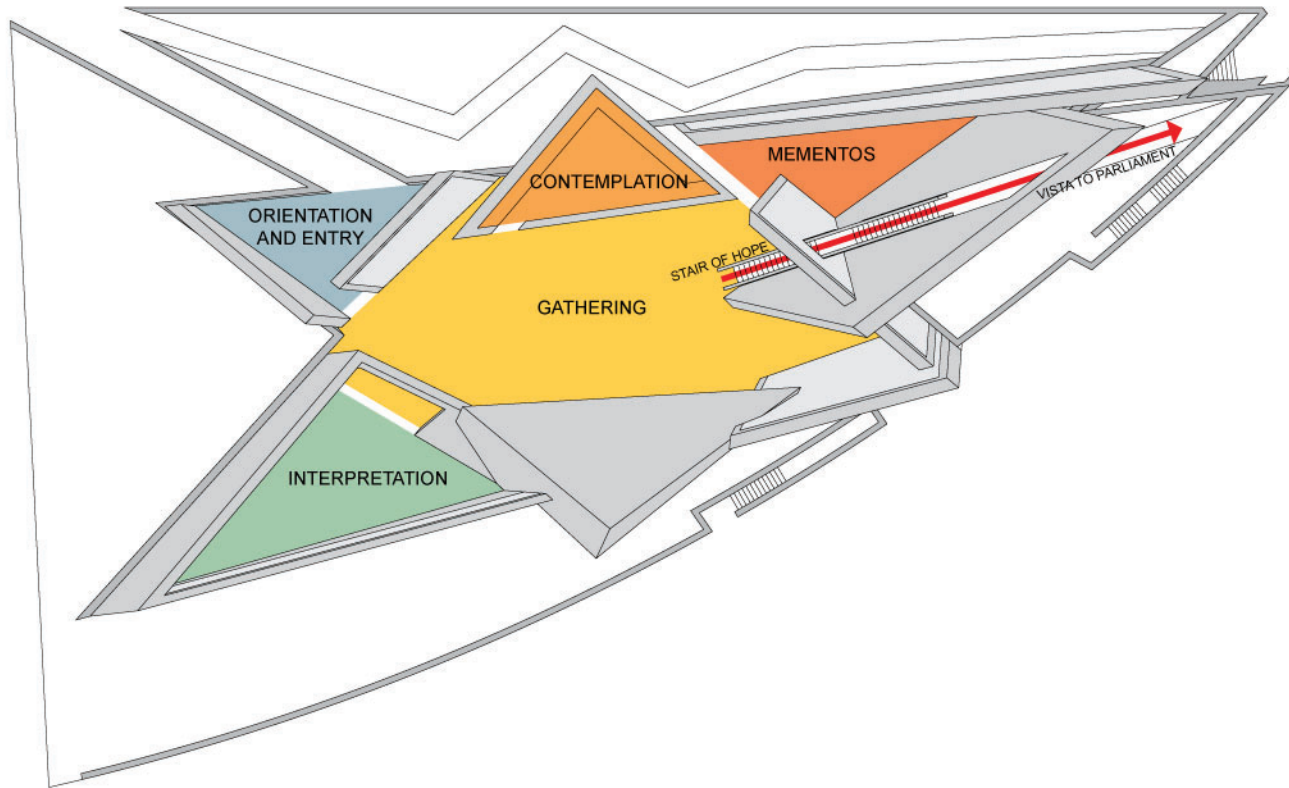 MEMENTOS
CONTEMPLATION
VISTA TO PARLIAMENT
ORIENTATION
AND ENTRY
STAIR OF HOPE
GATHERING
INTERPRETATION